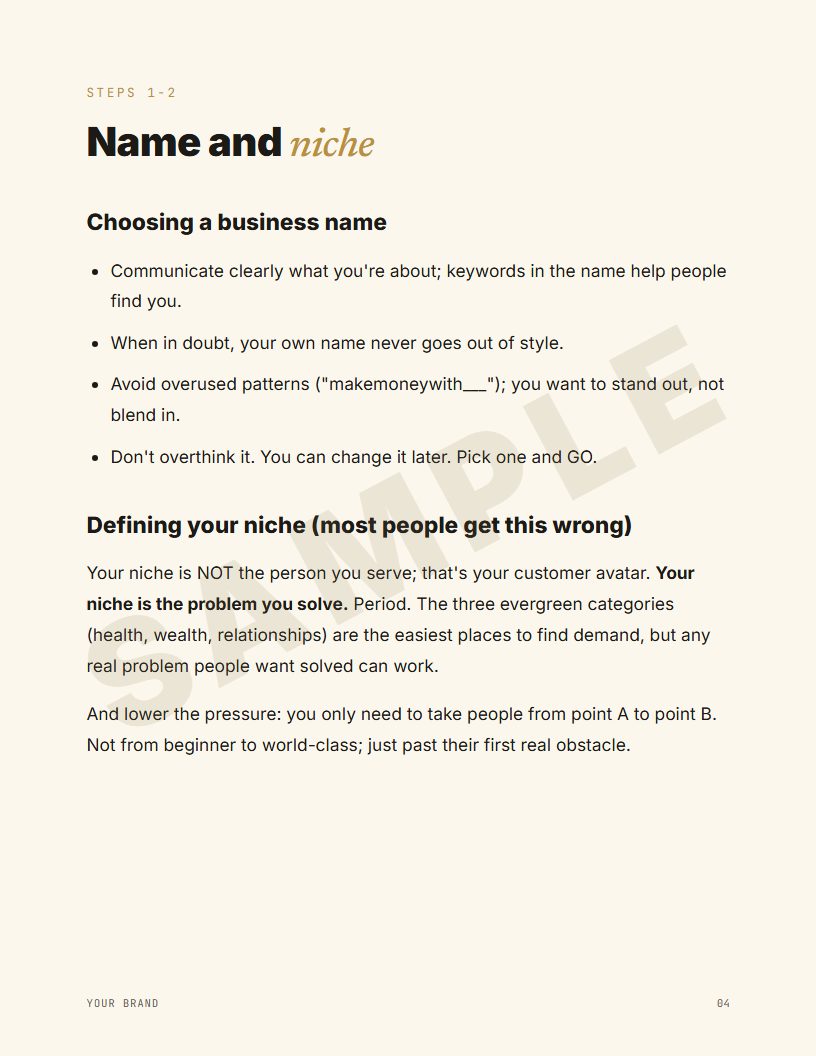 STEPS 1-2
Name and niche
Choosing a business name
• Communicate clearly what you're about; keywords in the name help people
find you.
• When in doubt, your own name never goes out of style.
• Avoid overused patterns ("makemoneywith___"); you want to stand out, not
blend in.
• Don't overthink it. You can change it later. Pick one and GO.
Defining your niche (most people get this wrong)
Your niche is NOT the person you serve; that's your customer avatar. Your
niche is the problem you solve. Period. The three evergreen categories
(health, wealth, relationships) are the easiest places to find demand, but any
real problem people want solved can work.
And lower the pressure: you only need to take people from point A to point B.
Not from beginner to world-class; just past their first real obstacle.
SAMPLE
YOUR BRAND
04